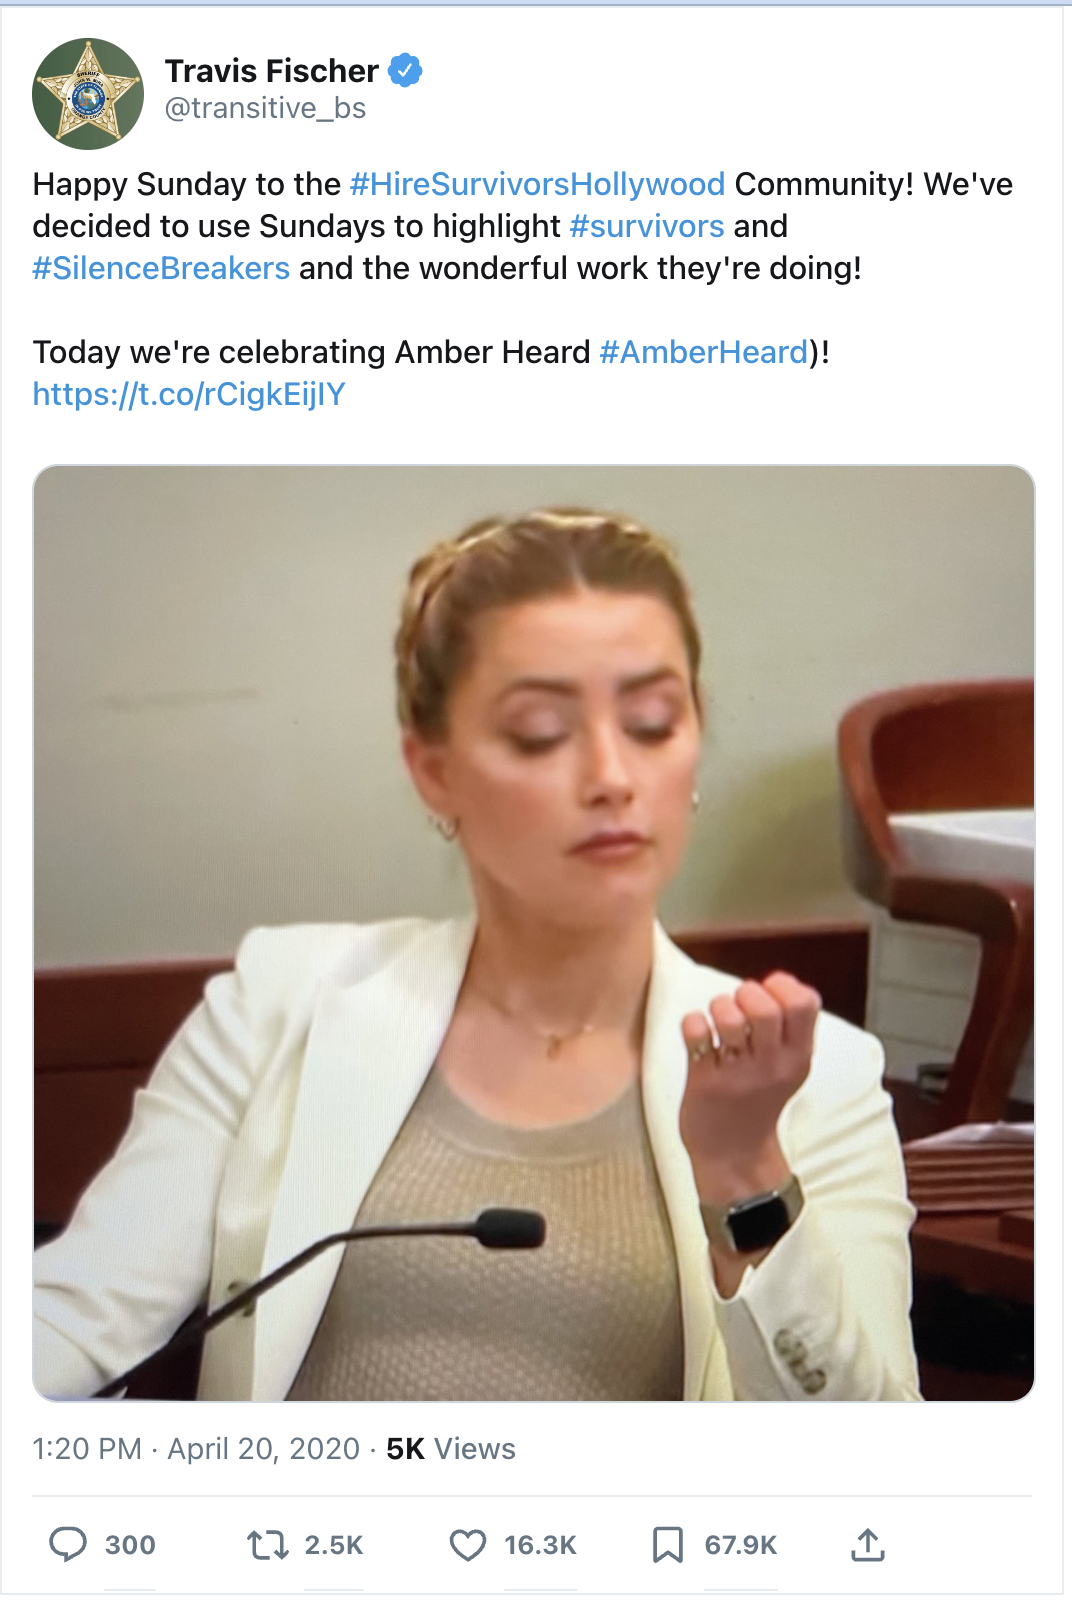 Travis Fischer
@transitive_bs
Happy Sunday to the #HireSurvivorsHollywood Community! We've
decided to use Sundays to highlight #survivors and
#SilenceBreakers and the wonderful work they're doing!
Today we're celebrating Amber Heard #AmberHeard)!
https://t.co/rCigkEijIY
1:20 PM · April 20, 2020 · 5K Views
300 2.5K 16.3K 67.9K